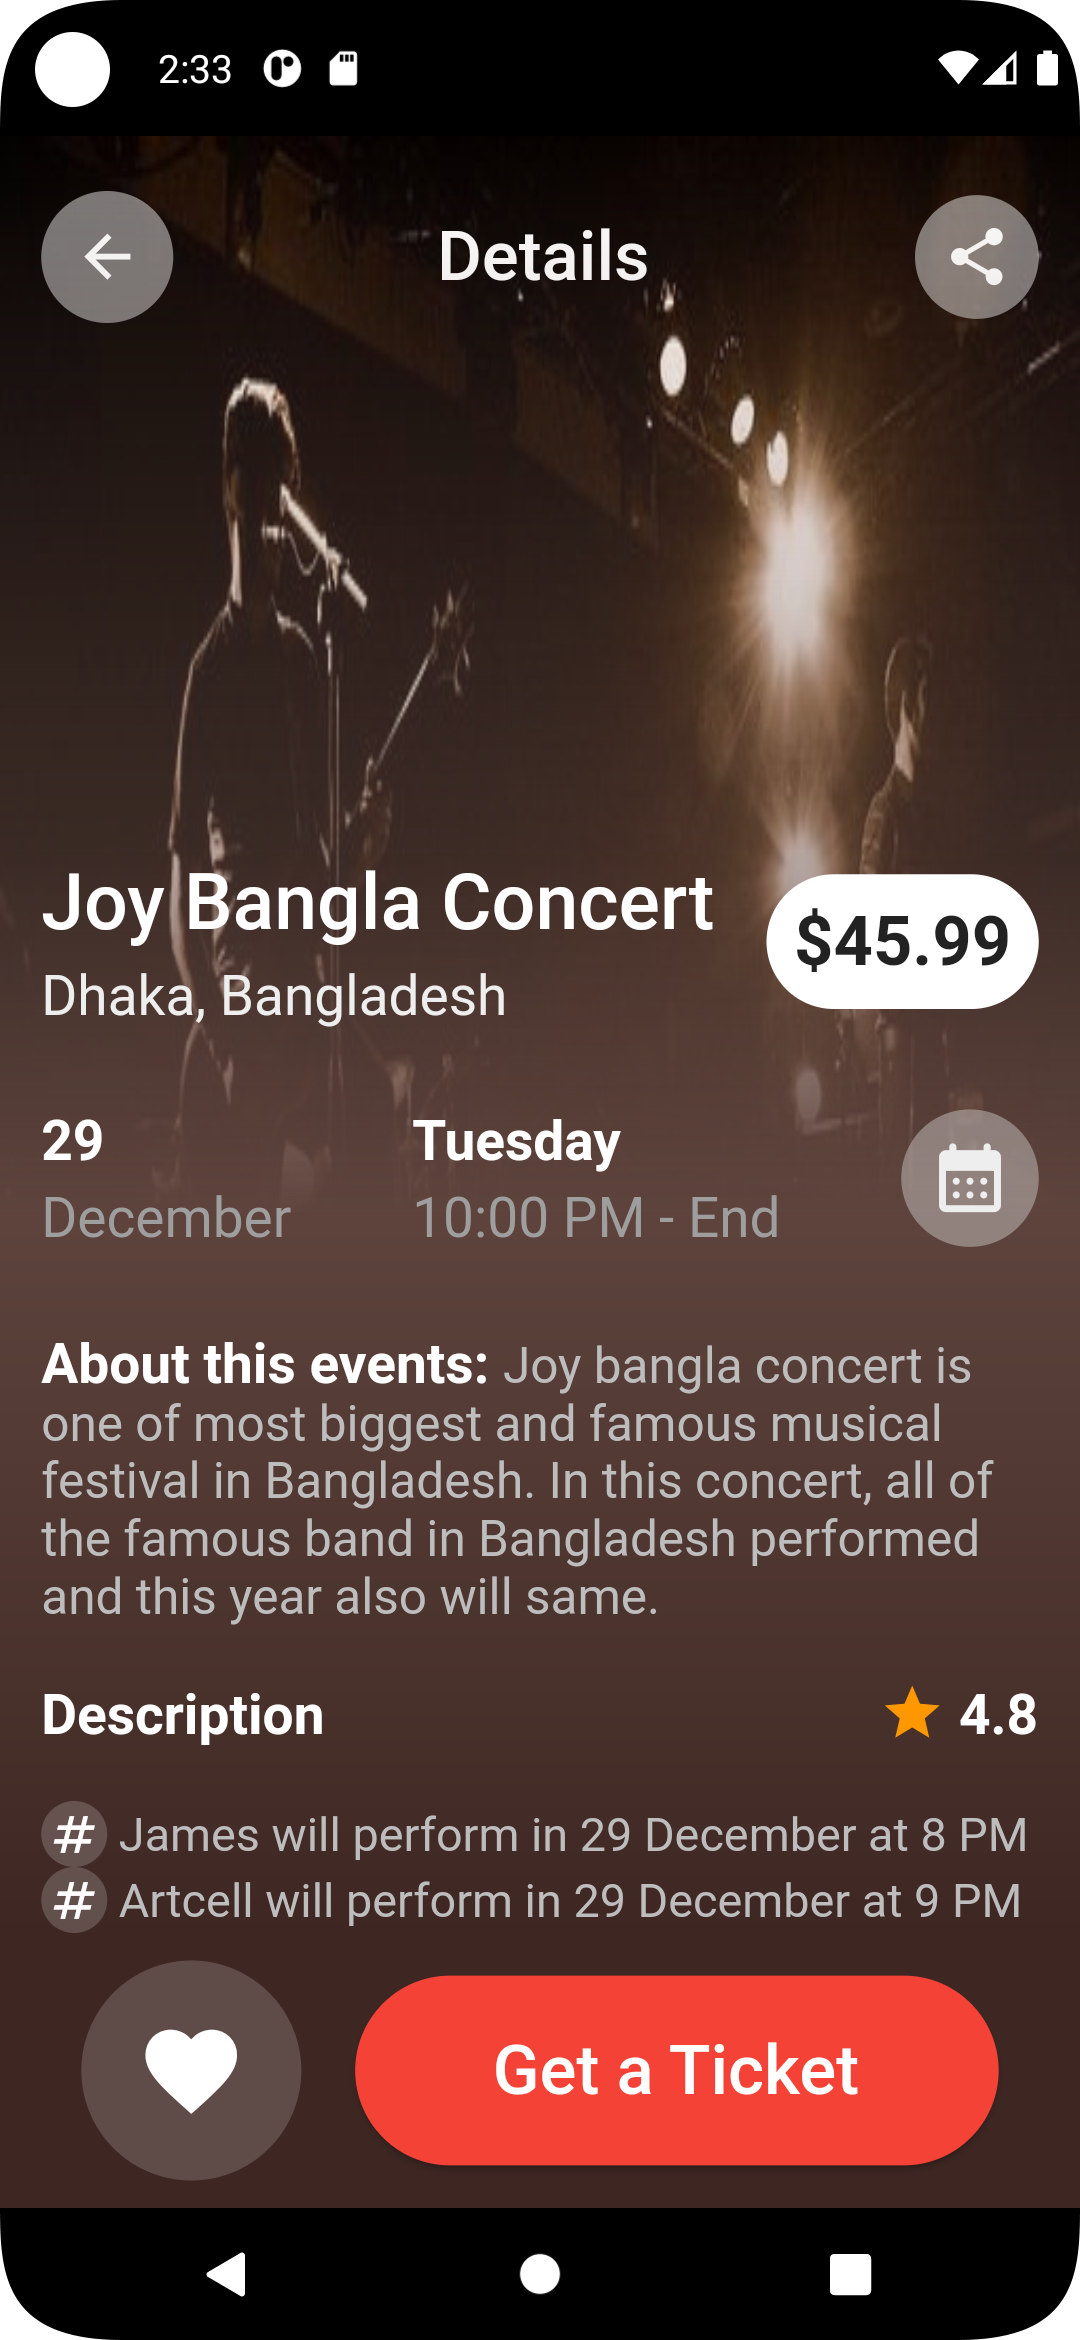 2:33
Details
Joy Bangla Concert
$45.99
Dhaka, Bangladesh
29
Tuesday
December
10:00 PM - End
About this events: Joy bangla concert is
one of most biggest and famous musical
festival in Bangladesh. In this concert, all of
the famous band in Bangladesh performed
and this year also will same.
Description
4.8
# James will perform in 29 December at 8 PM
# Artcell will perform in 29 December at 9 PM
Get a Ticket